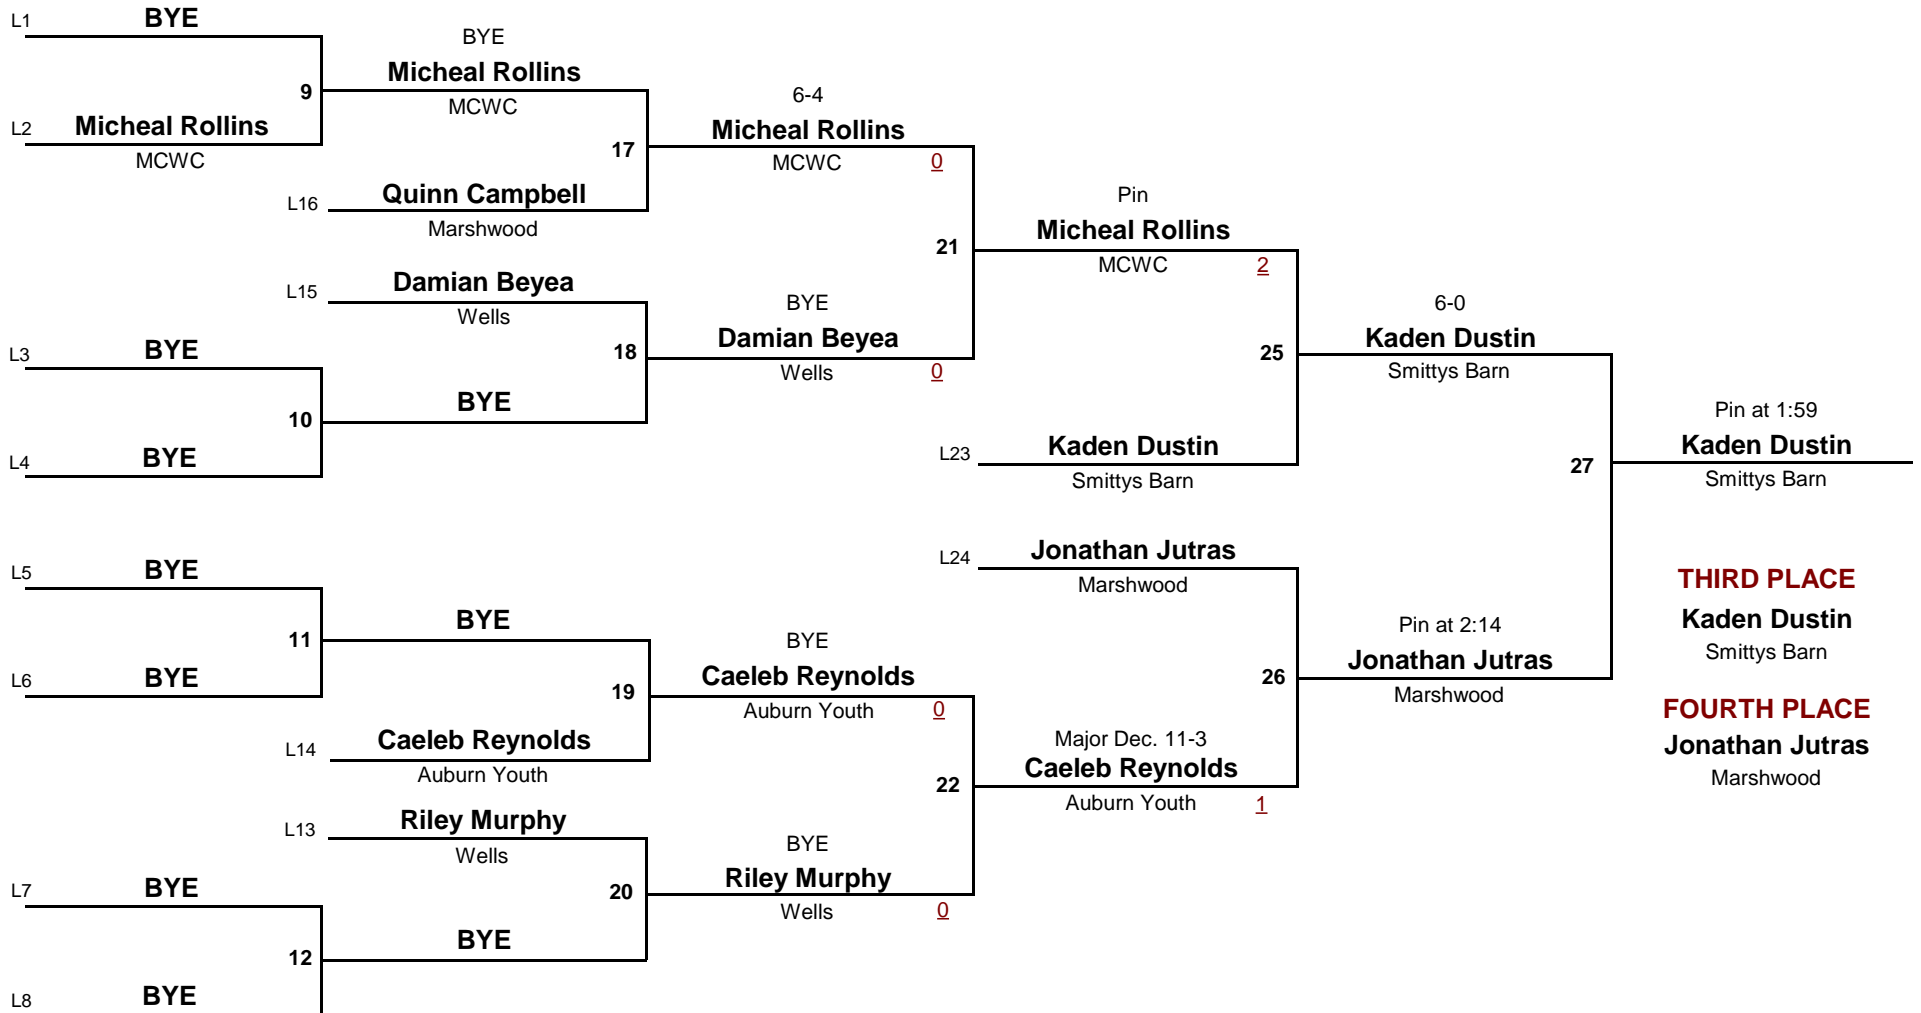 L1 BYE
9
L2 Micheal Rollins
MCWC
BYE
Micheal Rollins
MCWC
17
L16 Quinn Campbell
Marshwood
6-4
Micheal Rollins
MCWC 0
21
L15 Damian Beyea
Wells
L3 BYE
10
L4 BYE
18
BYE
BYE
Damian Beyea
Wells 0
Pin
Micheal Rollins
MCWC 2
25
L23 Kaden Dustin
Smittys Barn
6-0
Kaden Dustin
Smittys Barn
27
Pin at 1:59
Kaden Dustin
Smittys Barn
L5 BYE
11
L6 BYE
BYE
19
L14 Caeleb Reynolds
Auburn Youth
BYE
Caeleb Reynolds
Auburn Youth 0
22
L13 Riley Murphy
Wells
20
L7 BYE
12
L8 BYE
BYE
BYE
Riley Murphy
Wells 0
L24 Jonathan Jutras
Marshwood
26
Major Dec. 11-3
Caeleb Reynolds
Auburn Youth 1
Pin at 2:14
Jonathan Jutras
Marshwood
THIRD PLACE
Kaden Dustin
Smittys Barn
FOURTH PLACE
Jonathan Jutras
Marshwood